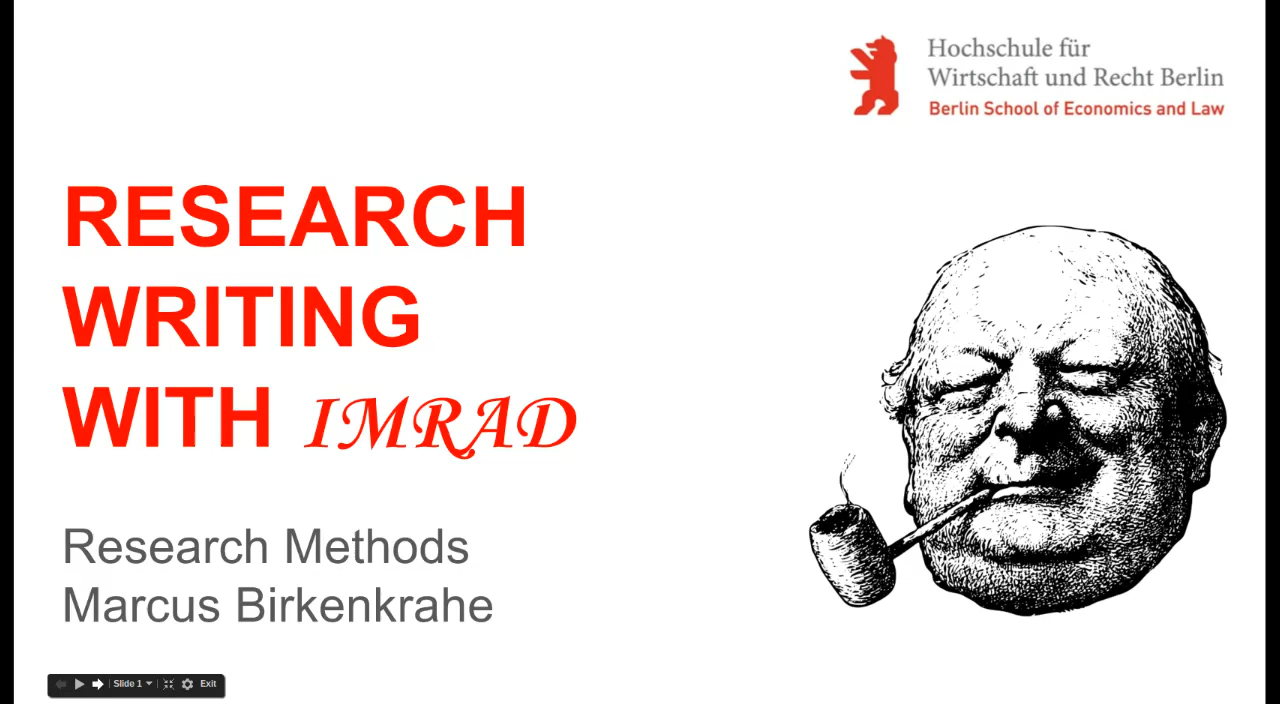 Hochschule für
Wirtschaft und Recht Berlin
Berlin School of Economics and Law
RESEARCH
WRITING
WITH IMRAD
Research Methods
Marcus Birkenkrahe
Slide 1
Exit